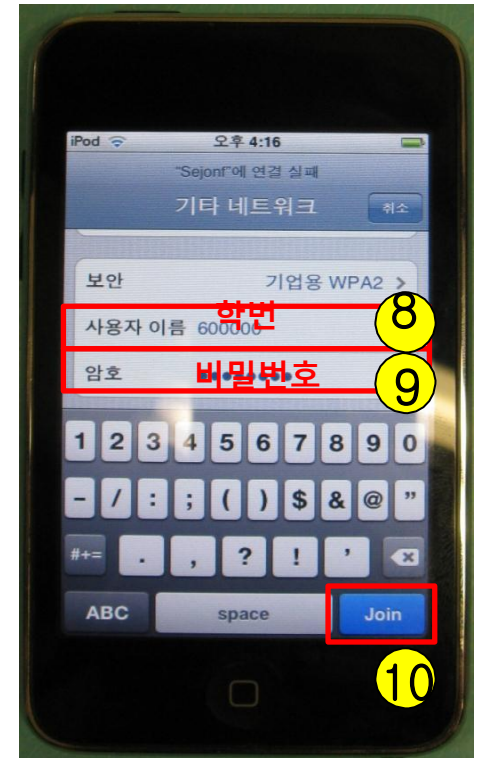 iPod 오후 4:16
"Sejonf"에 연결 실패
기타 네트워크 취소
보안 기업용 WPA2 >
학번 8
사용자 이름 600000
암호 비밀번호 9
1 2 3 4 5 6 7 8 9 0
- / : ; ( ) $ & @ "
#+= . , ? ! '
ABC space Join
10